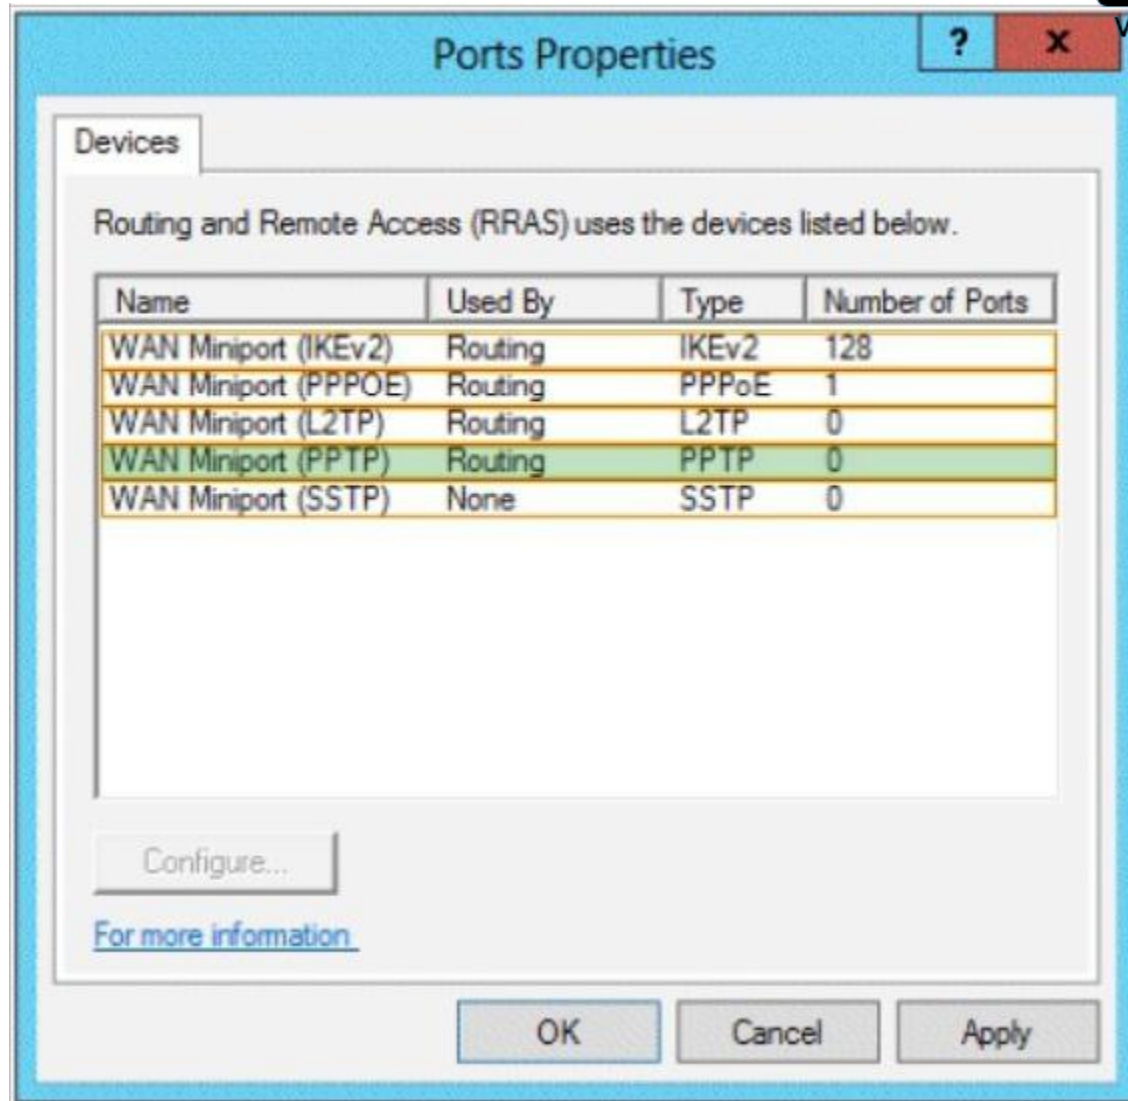 Ports Properties
?
x
Devices
Routing and Remote Access (RRAS) uses the devices listed below.
Name Used By Type Number of Ports
WAN Miniport (IKEv2) Routing IKEv2 128
WAN Miniport (PPPOE) Routing PPPoE 1
WAN Miniport (L2TP) Routing L2TP 0
WAN Miniport (PPTP) Routing PPTP 0
WAN Miniport (SSTP) None SSTP 0
Configure...
For more information
OK Cancel Apply